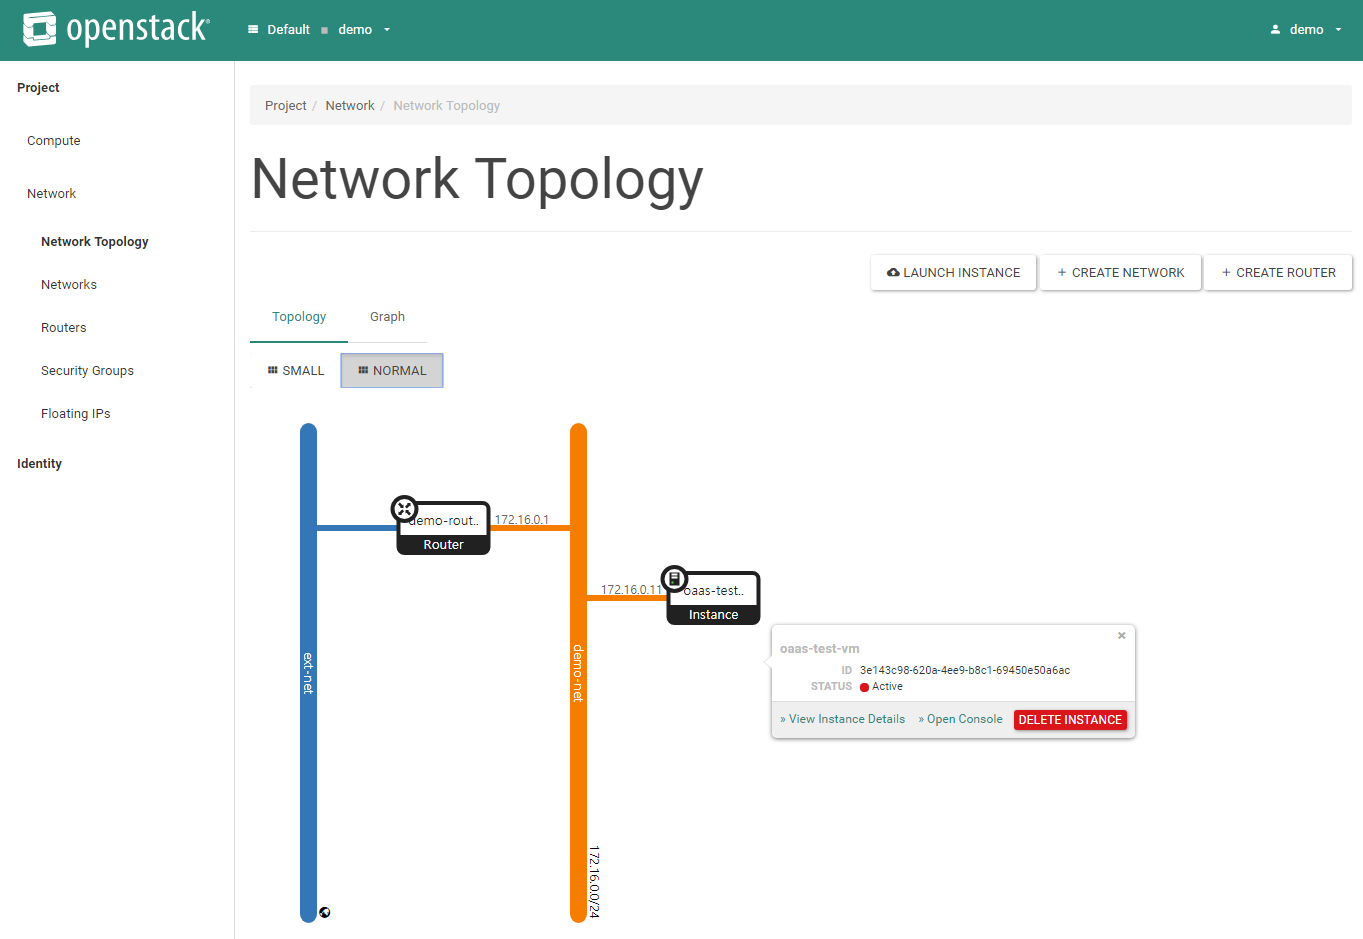 openstack
Default demo
demo
Project
Compute
Network
Network Topology
Networks
Routers
Security Groups
Floating IPs
Identity
Project / Network / Network Topology
Network Topology
LAUNCH INSTANCE
+ CREATE NETWORK
+ CREATE ROUTER
Topology
Graph
SMALL
NORMAL
ext-net
demo-rout..
Router
172.16.0.1
demo-net
172.16.0.0/24
172.16.0.11
oaas-test..
Instance
oaas-test-vm
ID 3e143c98-620a-4ee9-b8c1-69450e50a6ac
STATUS Active
» View Instance Details » Open Console DELETE INSTANCE